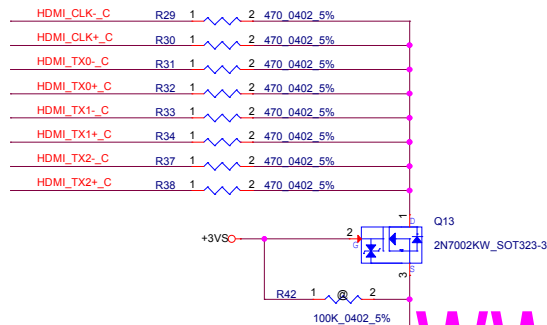 HDMI_CLK-_C R29 1 2 470_0402_5%
HDMI_CLK+_C R30 1 2 470_0402_5%
HDMI_TX0-_C R31 1 2 470_0402_5%
HDMI_TX0+_C R32 1 2 470_0402_5%
HDMI_TX1-_C R33 1 2 470_0402_5%
HDMI_TX1+_C R34 1 2 470_0402_5%
HDMI_TX2-_C R37 1 2 470_0402_5%
HDMI_TX2+_C R38 1 2 470_0402_5%
1 D Q13
+3VS 2 G
2N7002KW_SOT323-3
S 3
R42 1 @ 2
100K_0402_5%